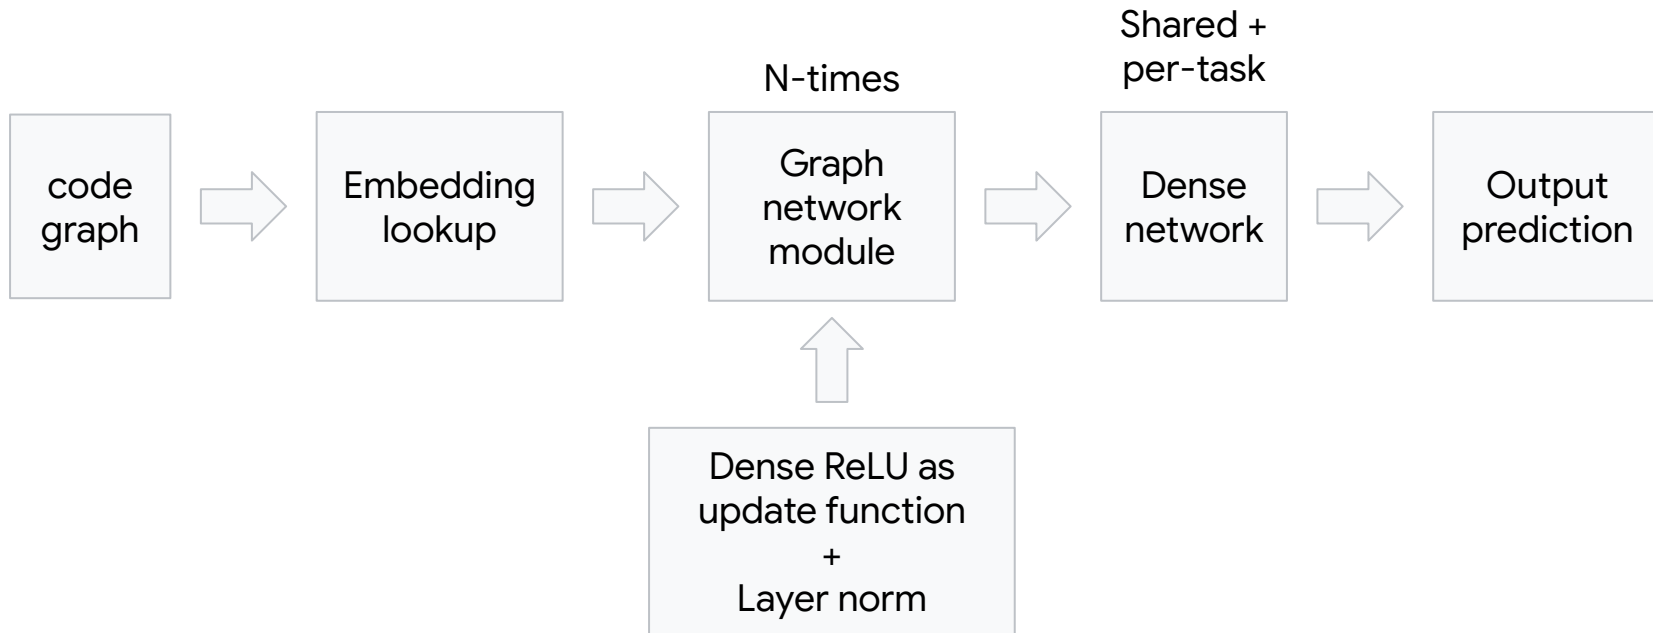 Shared +
per-task
N-times
code
graph
Embedding
lookup
Graph
network
module
Dense
network
Output
prediction
Dense ReLU as
update function
+
Layer norm